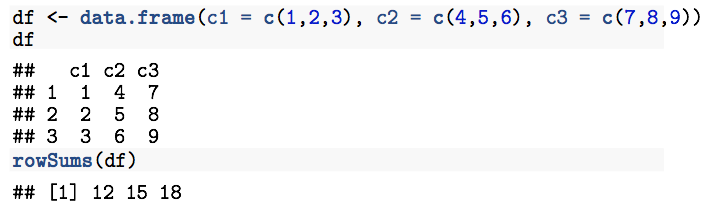 df <- data.frame(c1 = c(1,2,3), c2 = c(4,5,6), c3 = c(7,8,9))
df
##   c1 c2 c3
## 1  1  4  7
## 2  2  5  8
## 3  3  6  9
rowSums(df)
## [1] 12 15 18